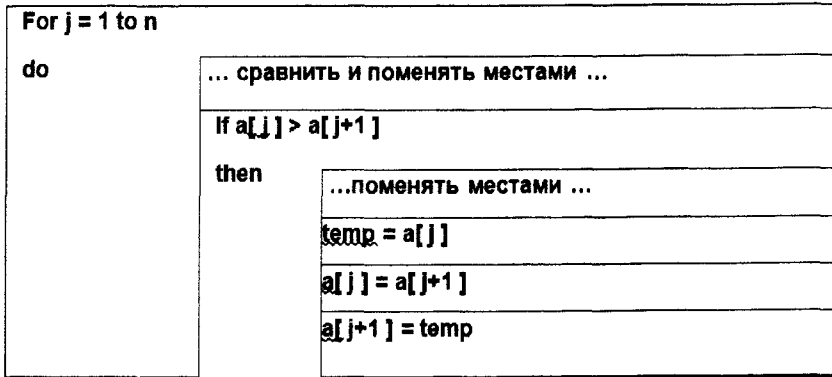 For j = 1 to n
do
... сравнить и поменять местами ...
If a[ j ] > a[ j+1 ]
then
...поменять местами ...
temp = a[ j ]
a[ j ] = a[ j+1 ]
a[ j+1 ] = temp